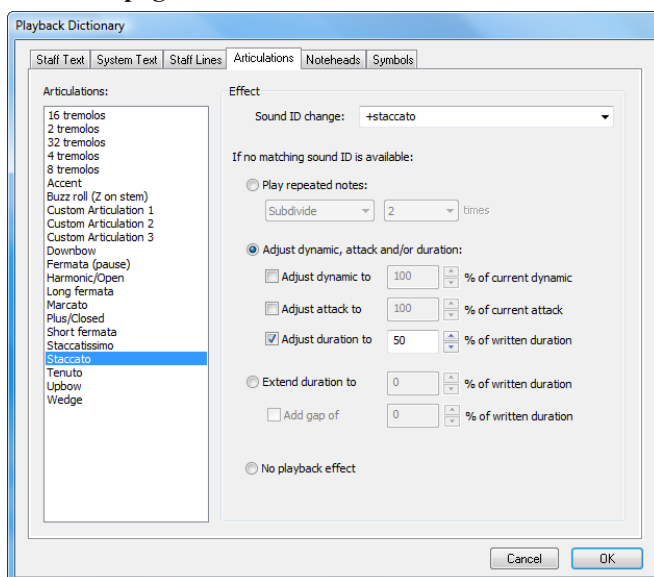 Playback Dictionary
Staff Text System Text Staff Lines Articulations Noteheads Symbols
Articulations:
16 tremolos
2 tremolos
32 tremolos
4 tremolos
8 tremolos
Accent
Buzz roll (Z on stem)
Custom Articulation 1
Custom Articulation 2
Custom Articulation 3
Downbow
Fermata (pause)
Harmonic/Open
Long fermata
Marcato
Plus/Closed
Short fermata
Staccatissimo
Staccato
Tenuto
Upbow
Wedge
Effect
Sound ID change: +staccato
If no matching sound ID is available:
Play repeated notes:
Subdivide 2 times
Adjust dynamic, attack and/or duration:
Adjust dynamic to 100 % of current dynamic
Adjust attack to 100 % of current attack
Adjust duration to 50 % of written duration
Extend duration to 0 % of written duration
Add gap of 0 % of written duration
No playback effect
Cancel OK